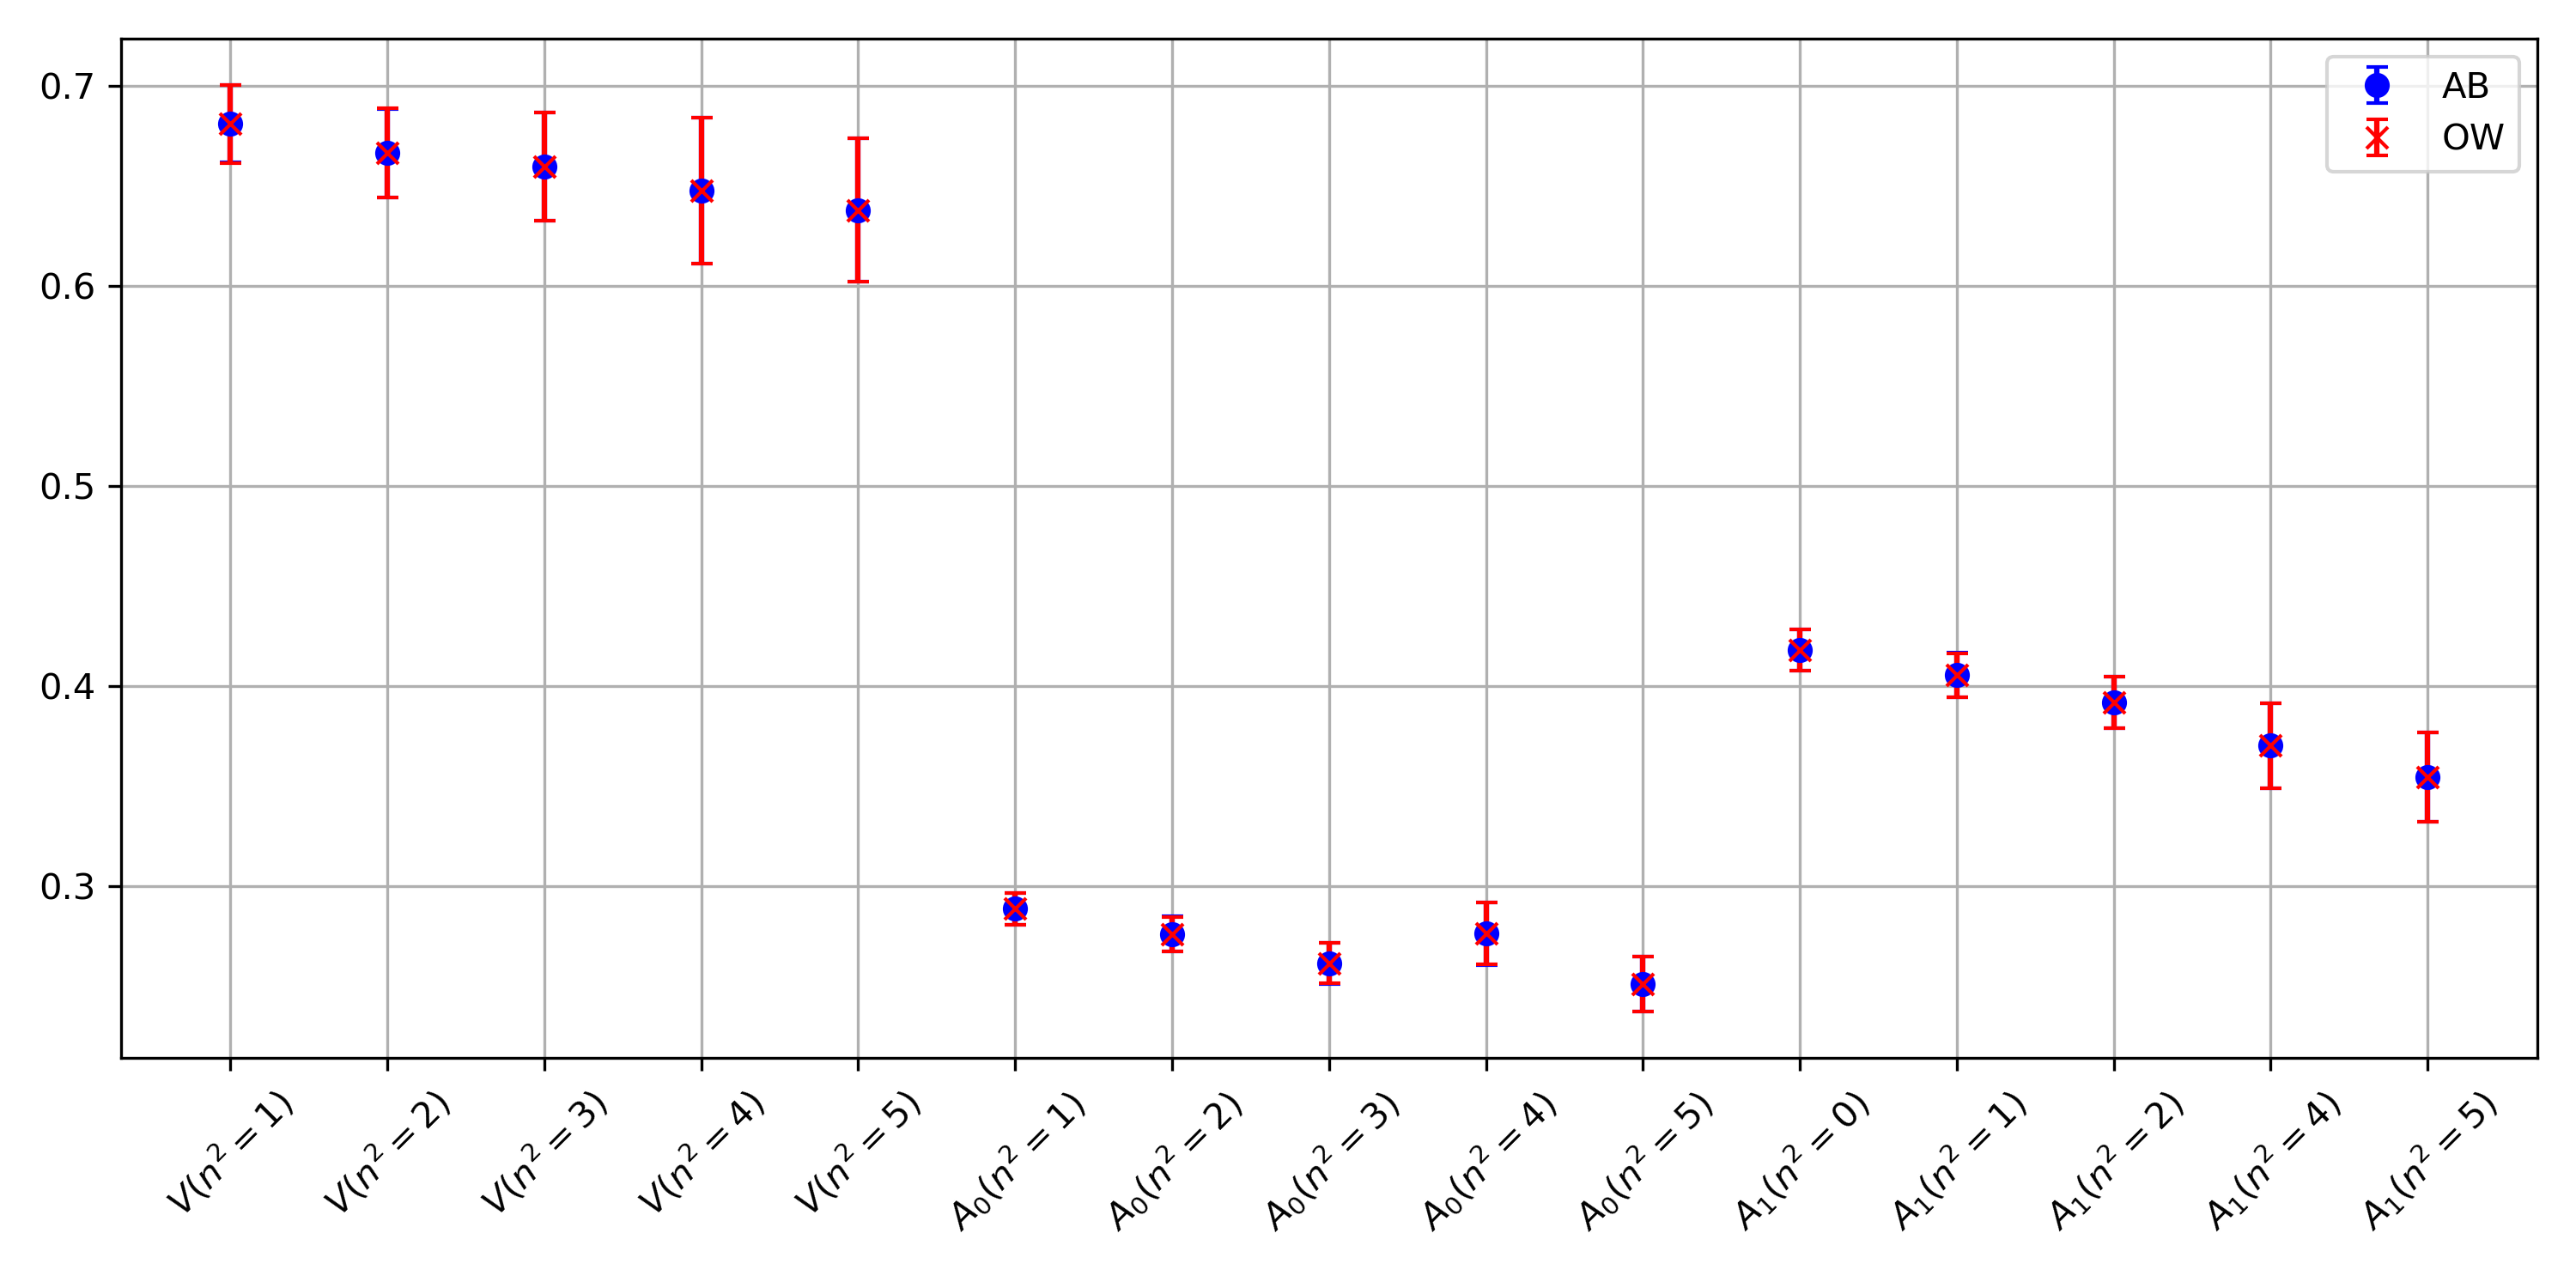 0.7
0.6
0.5
0.4
0.3
AB
OW
V(n² = 1)
V(n² = 2)
V(n² = 3)
V(n² = 4)
V(n² = 5)
A₀(n² = 1)
A₀(n² = 2)
A₀(n² = 3)
A₀(n² = 4)
A₀(n² = 5)
A₁(n² = 0)
A₁(n² = 1)
A₁(n² = 2)
A₁(n² = 4)
A₁(n² = 5)